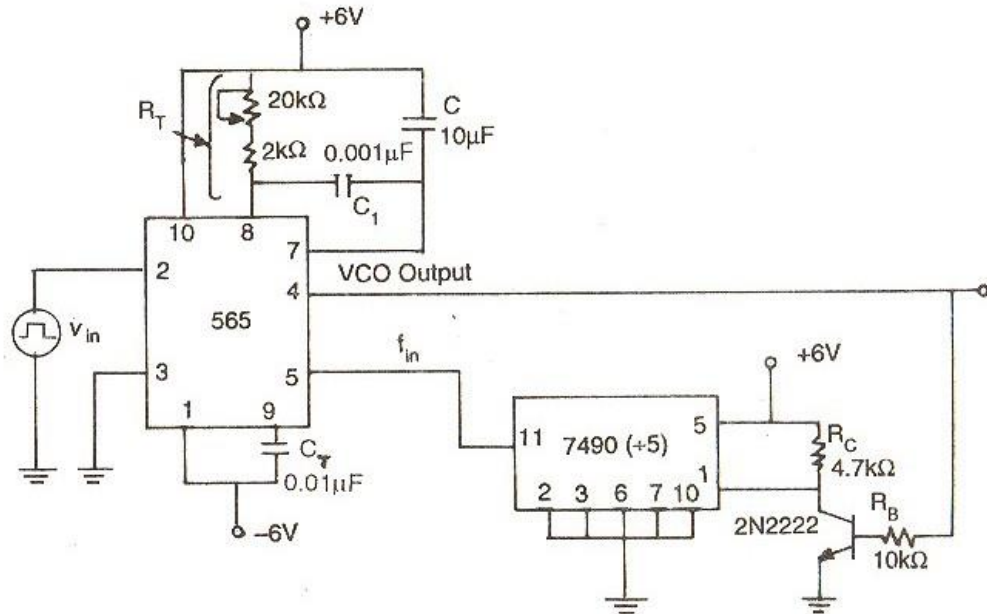 +6V
R_T
20kΩ
2kΩ
C
10μF
0.001μF
C_1
10
8
7
VCO Output
2
4
565
v_in
3
5
f_in
1
9
C_T
0.01μF
−6V
+6V
11
7490 (÷5)
5
R_C
4.7kΩ
1
2
3
6
7
10
2N2222
R_B
10kΩ